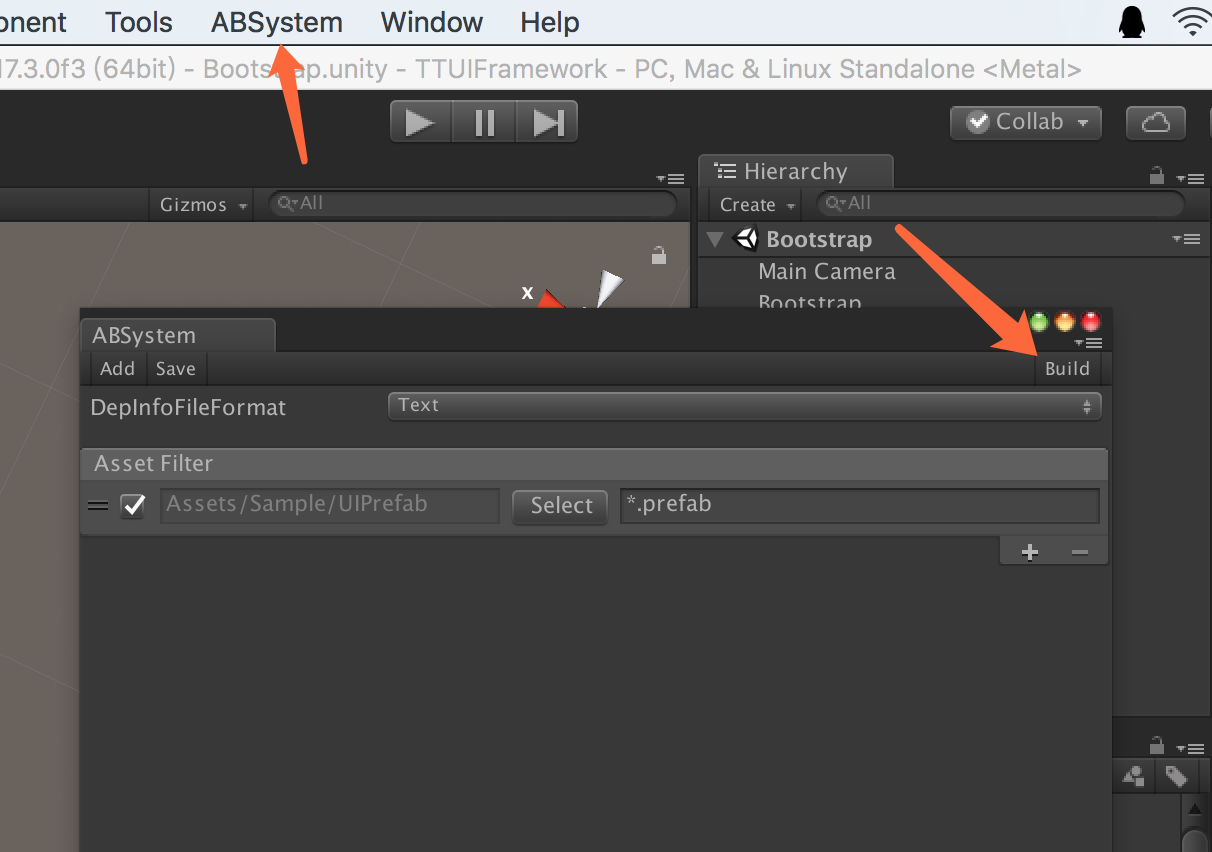 onent Tools ABSystem Window Help
17.3.0f3 (64bit) - Bootstrap.unity - TTUIFramework - PC, Mac & Linux Standalone <Metal>
Collab
Hierarchy
Gizmos All
Create All
Bootstrap
Main Camera
x
Bootstrap
ABSystem
Add Save Build
DepInfoFileFormat Text
Asset Filter
Assets/Sample/UIPrefab Select *.prefab